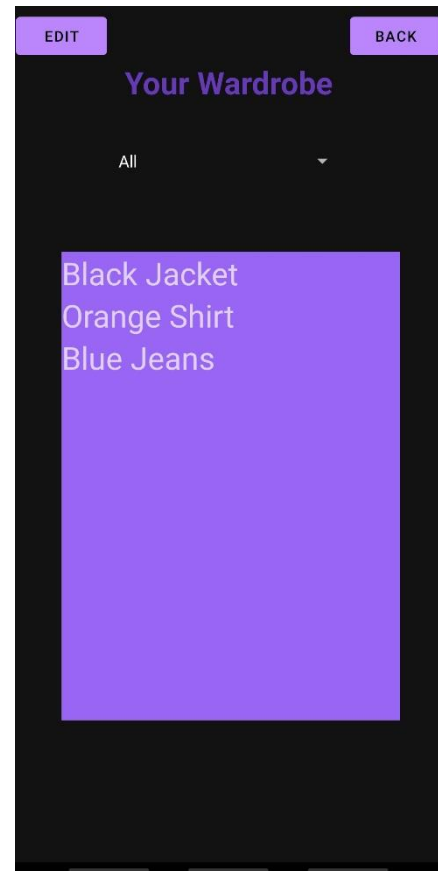 EDIT BACK
Your Wardrobe
All
Black Jacket
Orange Shirt
Blue Jeans